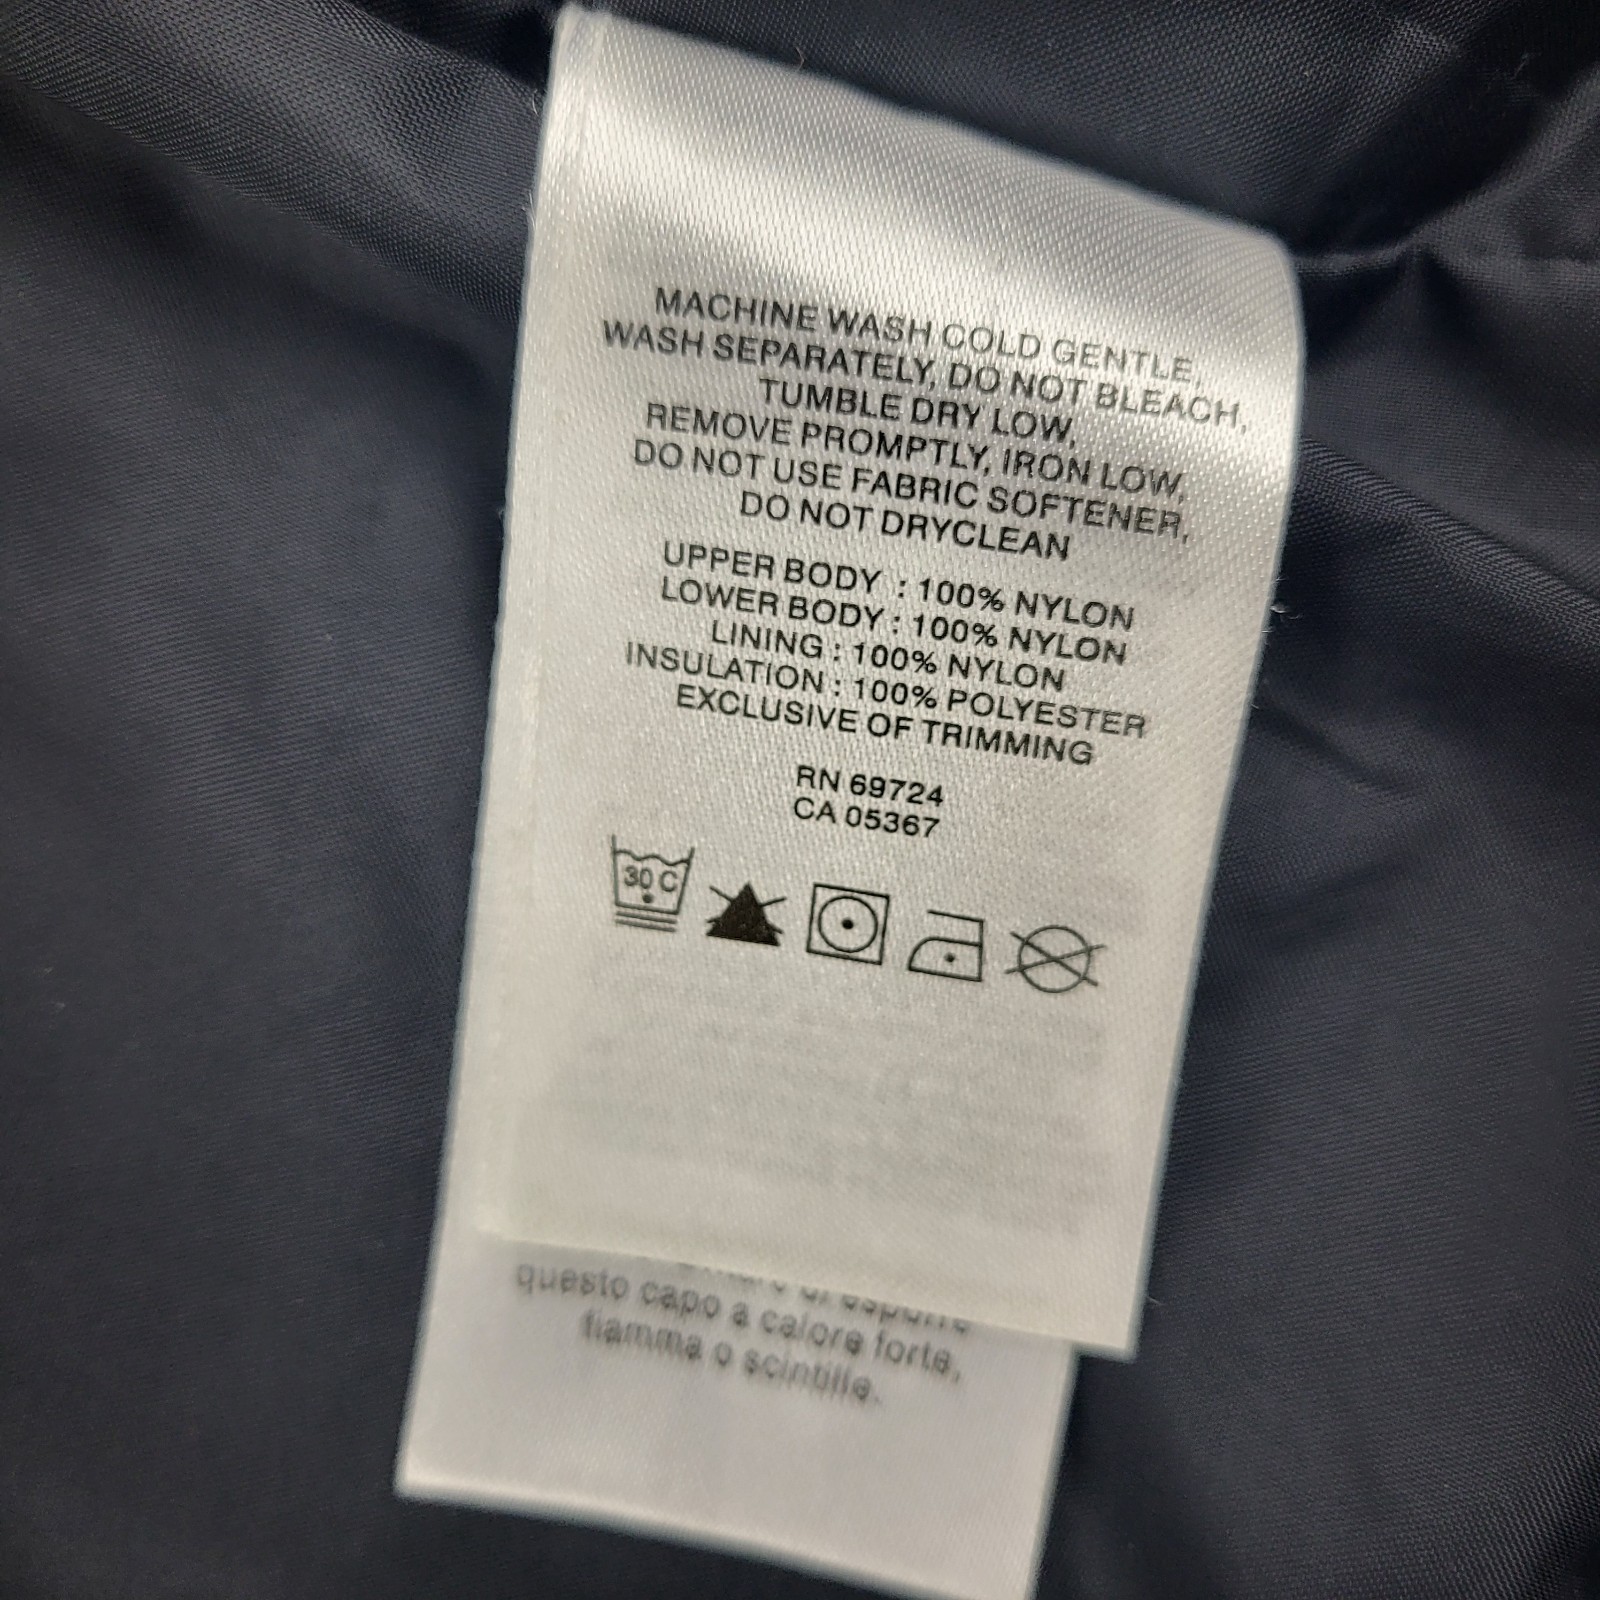 MACHINE WASH COLD GENTLE,
WASH SEPARATELY, DO NOT BLEACH,
TUMBLE DRY LOW,
REMOVE PROMPTLY, IRON LOW,
DO NOT USE FABRIC SOFTENER,
DO NOT DRYCLEAN
UPPER BODY : 100% NYLON
LOWER BODY : 100% NYLON
LINING : 100% NYLON
INSULATION : 100% POLYESTER
EXCLUSIVE OF TRIMMING
RN 69724
CA 05367
30 C
di esporre
questo capo a calore forte,
fiamma o scintille.